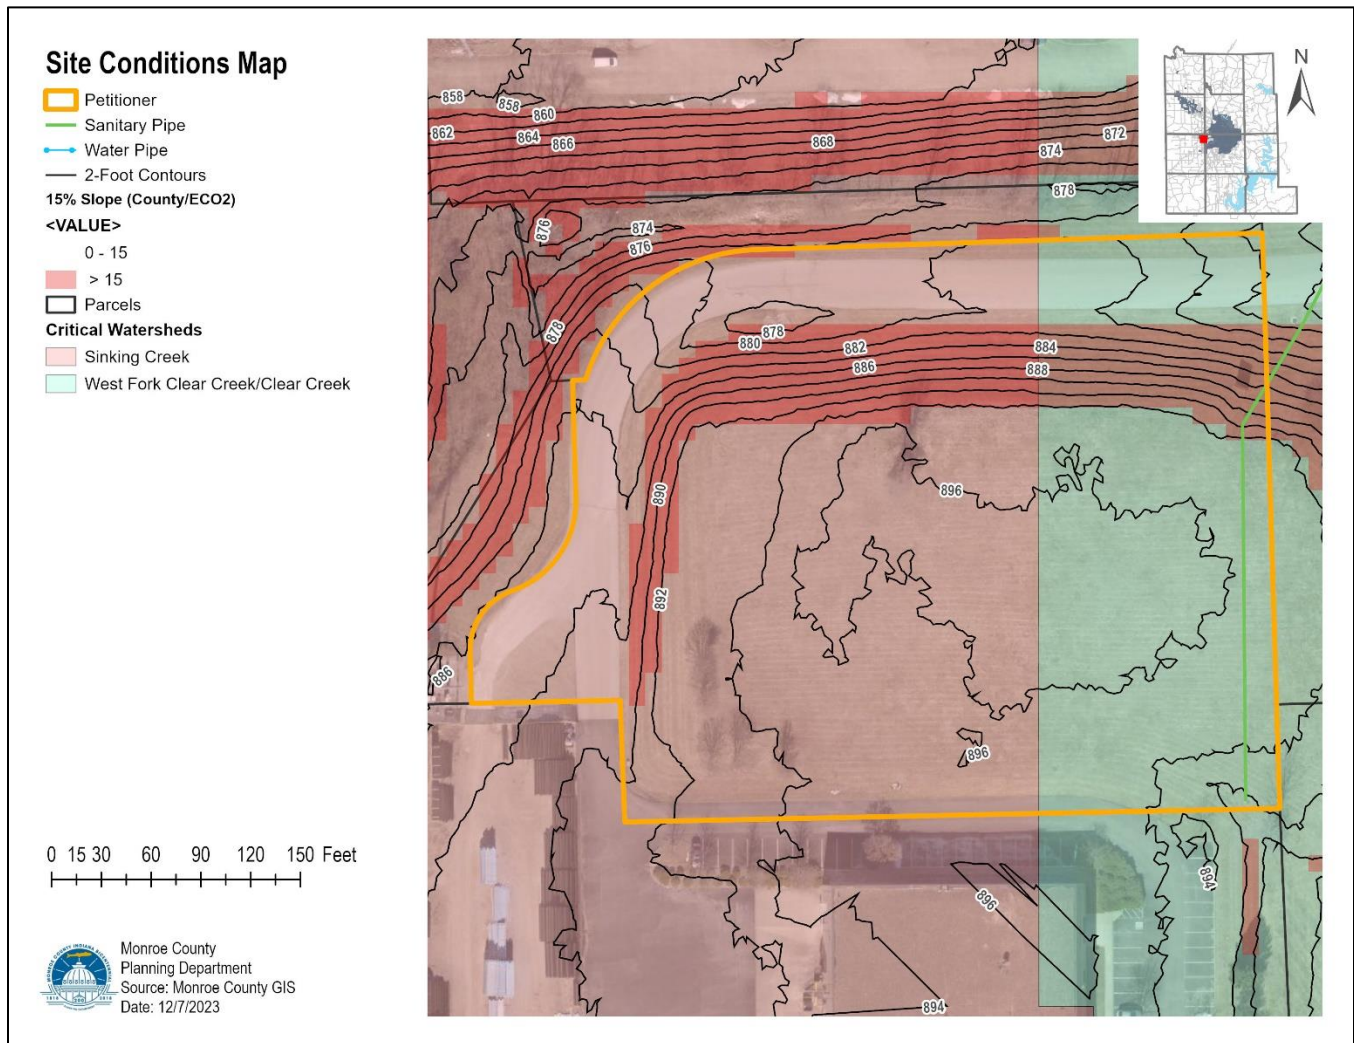 Site Conditions Map
Petitioner
Sanitary Pipe
Water Pipe
2-Foot Contours
15% Slope (County/ECO2)
<VALUE>
0 - 15
> 15
Parcels
Critical Watersheds
Sinking Creek
West Fork Clear Creek/Clear Creek
0 15 30 60 90 120 150 Feet
Monroe County
Planning Department
Source: Monroe County GIS
Date: 12/7/2023
N
858
858
860
862
864
866
868
872
874
878
876
874
876
878
878
880
882
884
886
888
890
896
892
886
896
896
894
894